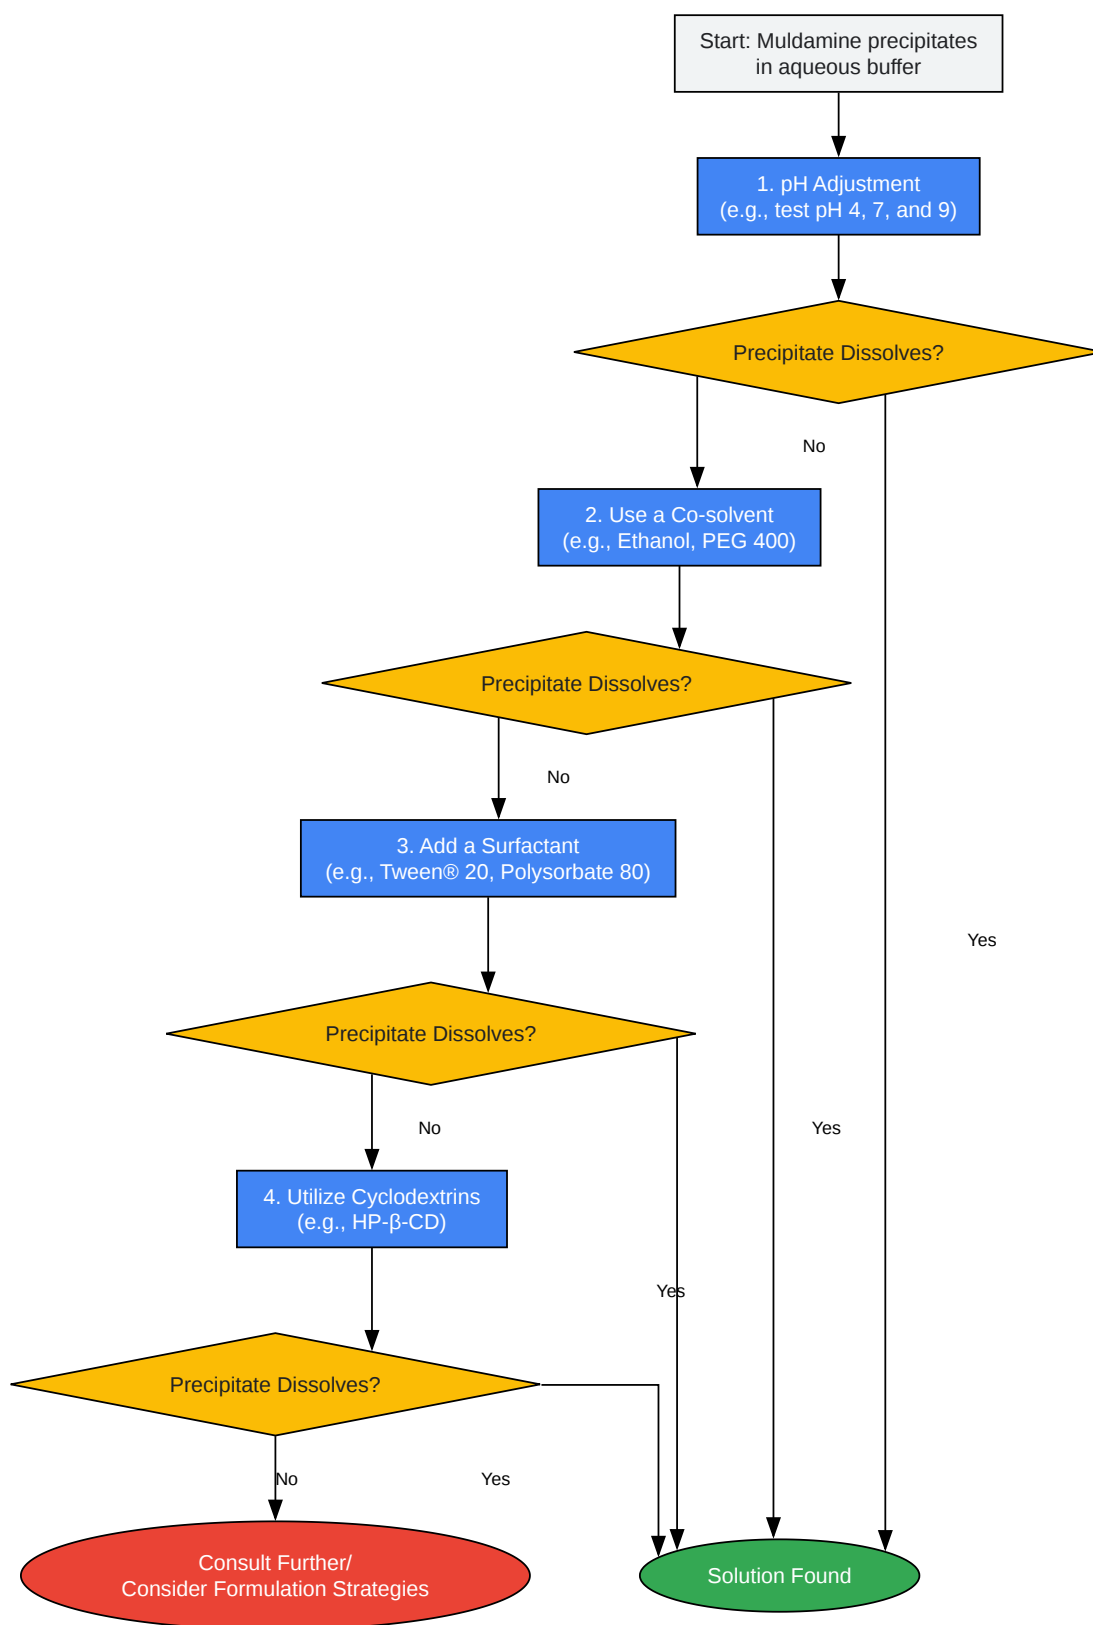 Start: Muldamine precipitates
in aqueous buffer
1. pH Adjustment
(e.g., test pH 4, 7, and 9)
Precipitate Dissolves?
No
2. Use a Co-solvent
(e.g., Ethanol, PEG 400)
Precipitate Dissolves?
No
3. Add a Surfactant
(e.g., Tween® 20, Polysorbate 80)
Yes
Precipitate Dissolves?
No
Yes
4. Utilize Cyclodextrins
(e.g., HP-β-CD)
Yes
Precipitate Dissolves?
No
Yes
Consult Further/
Consider Formulation Strategies
Solution Found